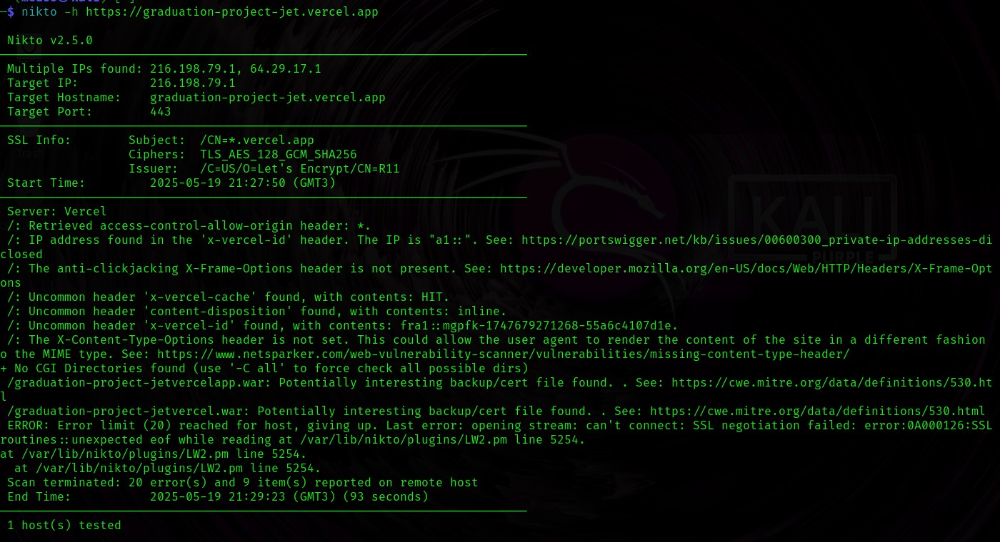 $ nikto -h https://graduation-project-jet.vercel.app
Nikto v2.5.0
Multiple IPs found: 216.198.79.1, 64.29.17.1
Target IP: 216.198.79.1
Target Hostname: graduation-project-jet.vercel.app
Target Port: 443
SSL Info: Subject: /CN=*.vercel.app
Ciphers: TLS_AES_128_GCM_SHA256
Issuer: /C=US/O=Let's Encrypt/CN=R11
Trash
Start Time: 2025-05-19 21:27:50 (GMT3)
Server: Vercel
/: Retrieved access-control-allow-origin header: *.
/: IP address found in the 'x-vercel-id' header. The IP is "a1::". See: https://portswigger.net/kb/issues/00600300_private-ip-addresses-di
closed
KALI
PURPLE
/: The anti-clickjacking X-Frame-Options header is not present. See: https://developer.mozilla.org/en-US/docs/Web/HTTP/Headers/X-Frame-Opt
ons
/: Uncommon header 'x-vercel-cache' found, with contents: HIT.
/: Uncommon header 'content-disposition' found, with contents: inline.
/: Uncommon header 'x-vercel-id' found, with contents: fra1::mgpfk-1747679271268-55a6c4107d1e.
/: The X-Content-Type-Options header is not set. This could allow the user agent to render the content of the site in a different fashion
o the MIME type. See: https://www.netsparker.com/web-vulnerability-scanner/vulnerabilities/missing-content-type-header/
+ No CGI Directories found (use '-C all' to force check all possible dirs)
/graduation-project-jetvercelapp.war: Potentially interesting backup/cert file found. . See: https://cwe.mitre.org/data/definitions/530.ht
l
/graduation-project-jetvercel.war: Potentially interesting backup/cert file found. . See: https://cwe.mitre.org/data/definitions/530.html
ERROR: Error limit (20) reached for host, giving up. Last error: opening stream: can't connect: SSL negotiation failed: error:0A000126:SSL
routines::unexpected eof while reading at /var/lib/nikto/plugins/LW2.pm line 5254.
at /var/lib/nikto/plugins/LW2.pm line 5254.
at /var/lib/nikto/plugins/LW2.pm line 5254.
Scan terminated: 20 error(s) and 9 item(s) reported on remote host
End Time: 2025-05-19 21:29:23 (GMT3) (93 seconds)
1 host(s) tested